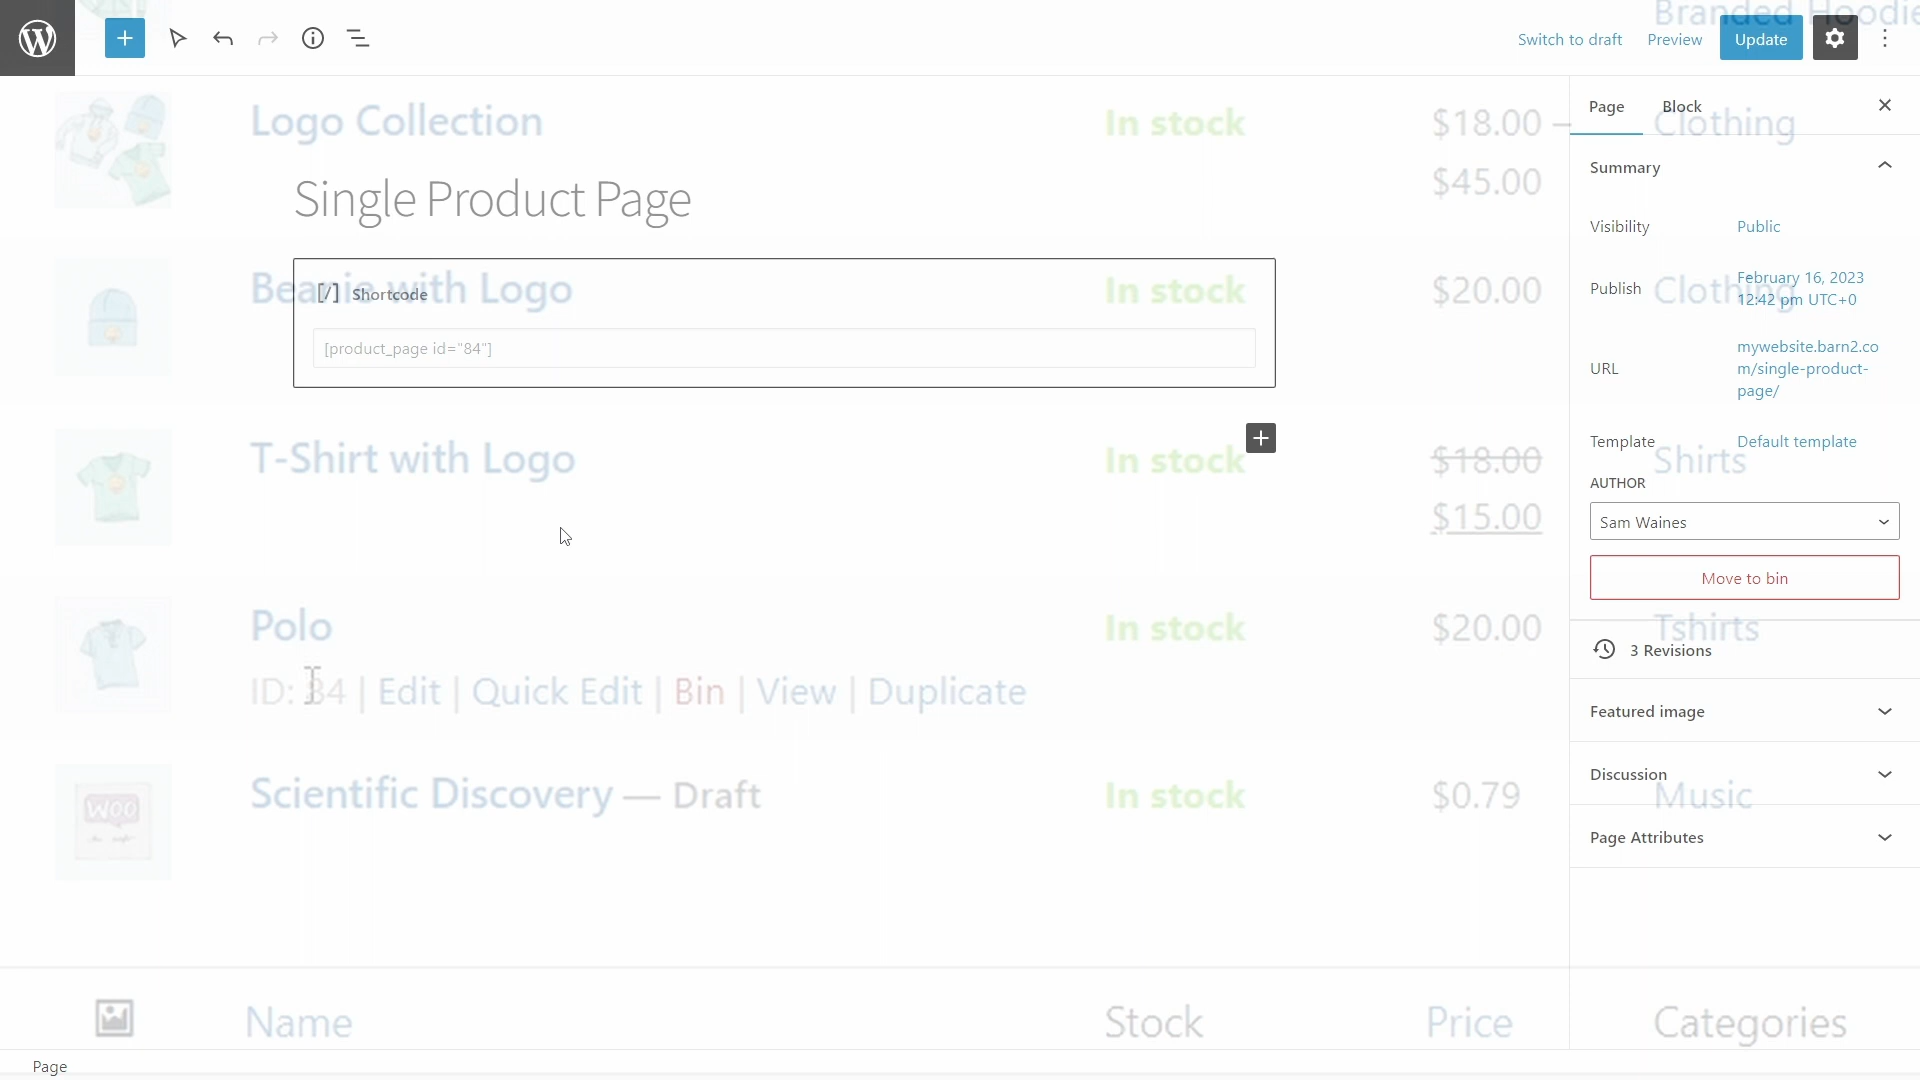 Branded Hoodie
Switch to draft
Preview
Update
Page
Block
Logo Collection
In stock
$18.00 –
$45.00
Clothing
Single Product Page
Summary
Visibility
Public
Beanie with Logo
In stock
$20.00
Clothing
[/] Shortcode
[product_page id="84"]
Publish
February 16, 2023
12:42 pm UTC+0
URL
mywebsite.barn2.co
m/single-product-
page/
T-Shirt with Logo
In stock
$18.00
$15.00
Shirts
Template
Default template
AUTHOR
Sam Waines
Move to bin
Polo
In stock
$20.00
Tshirts
ID: 84 | Edit | Quick Edit | Bin | View | Duplicate
3 Revisions
Featured image
Discussion
Scientific Discovery — Draft
In stock
$0.79
Music
WOO
Page Attributes
Name
Stock
Price
Categories
Page